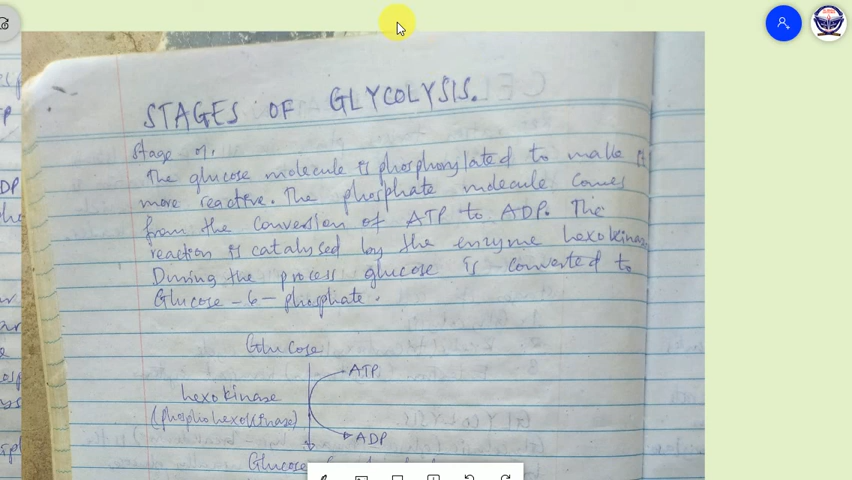 STAGES OF GLYCOLYSIS.
Stage 01,
The glucose molecule is phosphorylated to make it
more reactive. The phosphate molecule comes
from the conversion of ATP to ADP. The
reaction is catalysed by the enzyme hexokinase
During the process glucose is converted to
Glucose-6-phosphate.
Glucose
ATP
hexokinase
(phosphohexokinase)
ADP
Glucose